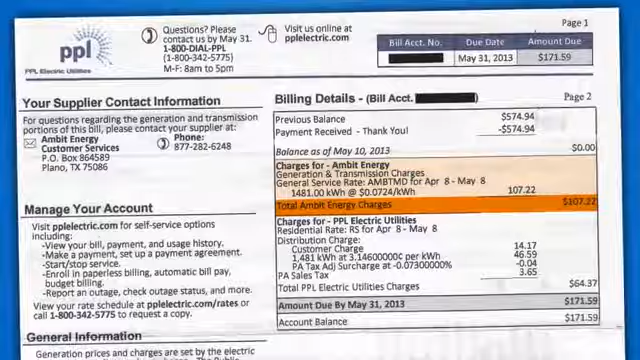 Page 1
ppl
PPL Electric Utilities
Questions? Please
contact us by May 31.
1-800-DIAL-PPL
(1-800-342-5775)
M-F: 8am to 5pm
Visit us online at
pplelectric.com
Bill Acct. No.
Due Date
Amount Due
May 31, 2013
$171.59
Your Supplier Contact Information
For questions regarding the generation and transmission
portions of this bill, please contact your supplier at:
Ambit Energy
Customer Services
P.O. Box 864589
Plano, TX 75086
Phone:
877-282-6248
Manage Your Account
Visit pplelectric.com for self-service options
including:
-View your bill, payment, and usage history.
-Make a payment, set up a payment agreement.
-Start/stop service.
-Enroll in paperless billing, automatic bill pay,
budget billing.
-Report an outage, check outage status, and more.
View your rate schedule at pplelectric.com/rates or
call 1-800-342-5775 to request a copy.
General Information
Generation prices and charges are set by the electric
Billing Details - (Bill Acct.
)
Page 2
Previous Balance $574.94
Payment Received - Thank You! -$574.94
Balance as of May 10, 2013 $0.00
Charges for - Ambit Energy
Generation & Transmission Charges
General Service Rate: AMBTMD for Apr 8 - May 8
1481.00 kWh @ $0.0724/kWh 107.22
Total Ambit Energy Charges $107.22
Charges for - PPL Electric Utilities
Residential Rate: RS for Apr 8 - May 8
Distribution Charge:
Customer Charge 14.17
1,481 kWh at 3.14600000¢ per kWh 46.59
PA Tax Adj Surcharge at -0.07300000% -0.04
PA Sales Tax 3.65
Total PPL Electric Utilities Charges $64.37
Amount Due By May 31, 2013 $171.59
Account Balance $171.59